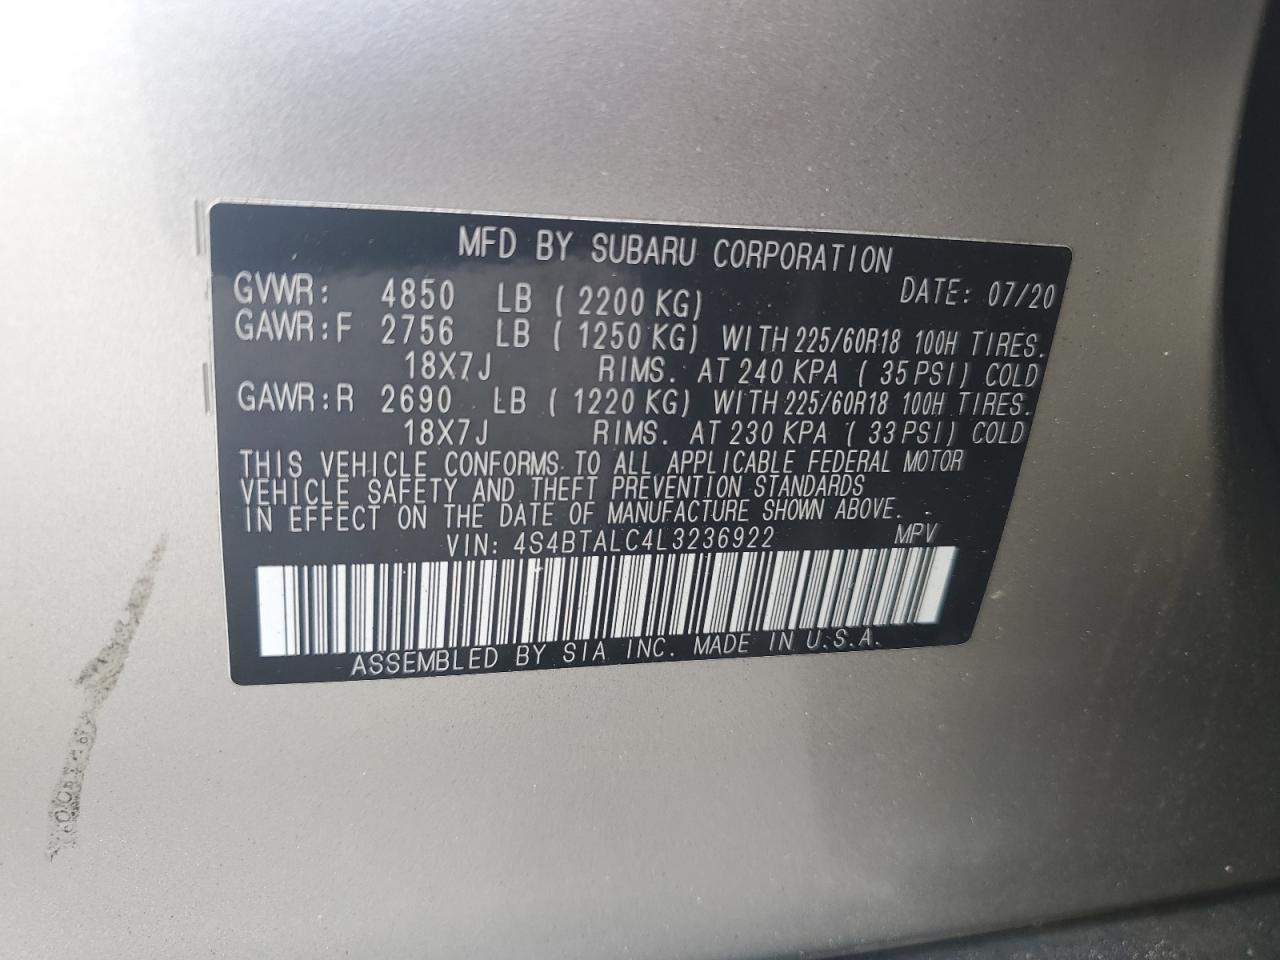 MFD BY SUBARU CORPORATION
GVWR: 4850 LB ( 2200 KG) DATE: 07/20
GAWR:F 2756 LB ( 1250 KG) WITH 225/60R18 100H TIRES.
18X7J RIMS. AT 240 KPA ( 35 PSI) COLD
GAWR:R 2690 LB ( 1220 KG) WITH 225/60R18 100H TIRES.
18X7J RIMS. AT 230 KPA ( 33 PSI) COLD
THIS VEHICLE CONFORMS TO ALL APPLICABLE FEDERAL MOTOR
VEHICLE SAFETY AND THEFT PREVENTION STANDARDS
IN EFFECT ON THE DATE OF MANUFACTURE SHOWN ABOVE.
VIN: 4S4BTALC4L3236922 MPV
ASSEMBLED BY SIA INC. MADE IN U.S.A.